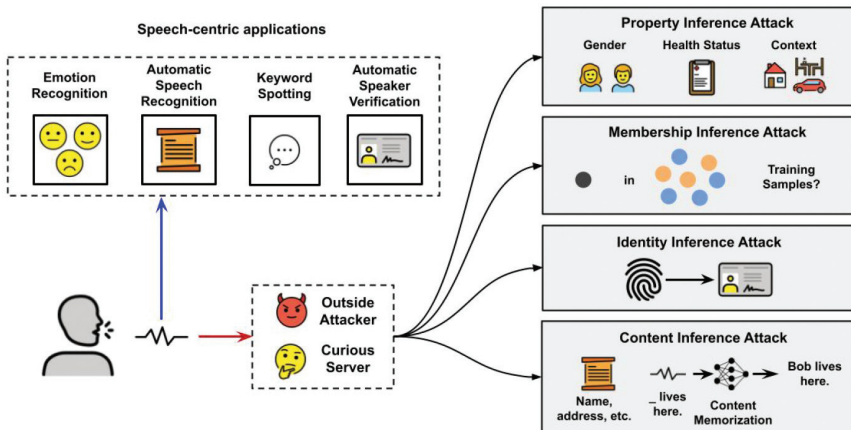 Speech-centric applications
Emotion
Recognition
Automatic
Speech
Recognition
Keyword
Spotting
Automatic
Speaker
Verification
Outside
Attacker
Curious
Server
Property Inference Attack
Gender
Health Status
Context
Membership Inference Attack
in
Training
Samples?
Identity Inference Attack
Content Inference Attack
Name,
address, etc.
_ lives
here.
Content
Memorization
Bob lives
here.